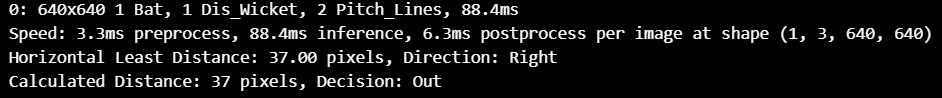 0: 640x640 1 Bat, 1 Dis_Wicket, 2 Pitch_Lines, 88.4ms
Speed: 3.3ms preprocess, 88.4ms inference, 6.3ms postprocess per image at shape (1, 3, 640, 640)
Horizontal Least Distance: 37.00 pixels, Direction: Right
Calculated Distance: 37 pixels, Decision: Out